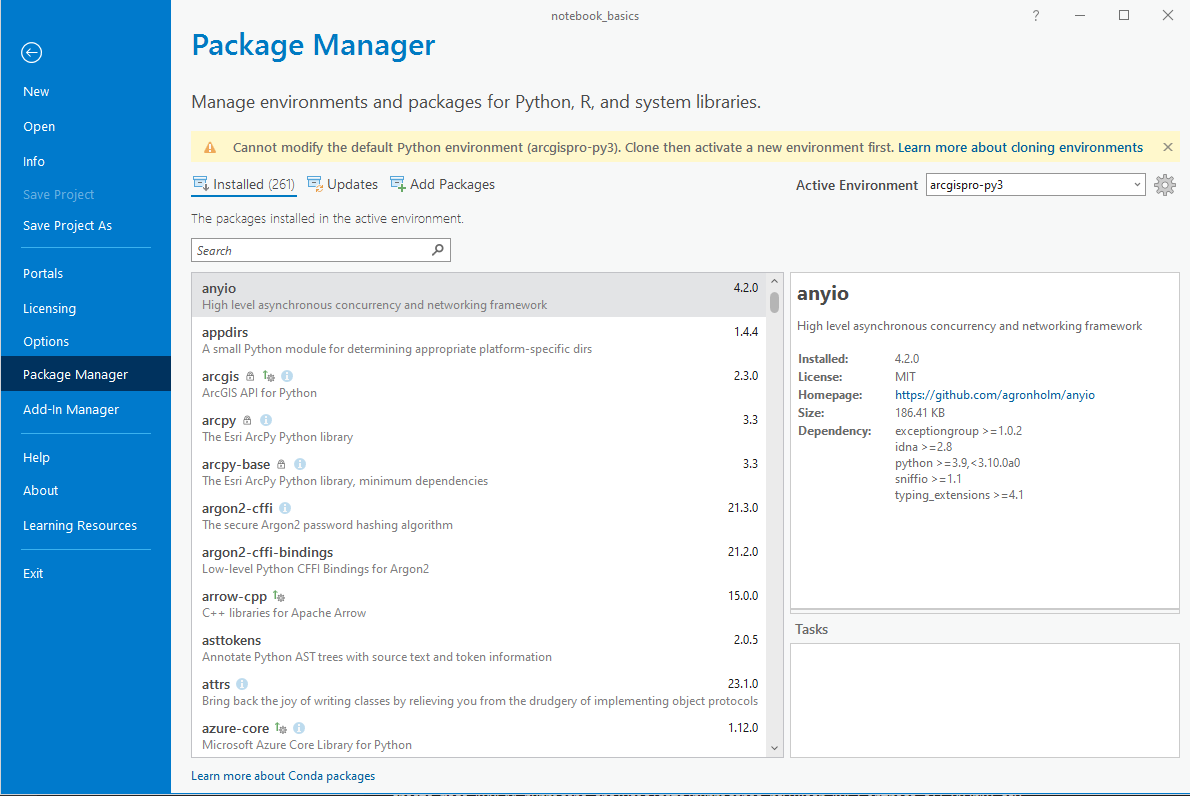 notebook_basics
?
Package Manager
Manage environments and packages for Python, R, and system libraries.
Cannot modify the default Python environment (arcgispro-py3). Clone then activate a new environment first. Learn more about cloning environments
New
Open
Info
Save Project
Save Project As
Portals
Licensing
Options
Package Manager
Add-In Manager
Help
About
Learning Resources
Exit
Installed (261) Updates Add Packages
Active Environment arcgispro-py3
The packages installed in the active environment.
Search
anyio 4.2.0
High level asynchronous concurrency and networking framework
appdirs 1.4.4
A small Python module for determining appropriate platform-specific dirs
arcgis 2.3.0
ArcGIS API for Python
arcpy 3.3
The Esri ArcPy Python library
arcpy-base 3.3
The Esri ArcPy Python library, minimum dependencies
argon2-cffi 21.3.0
The secure Argon2 password hashing algorithm
argon2-cffi-bindings 21.2.0
Low-level Python CFFI Bindings for Argon2
arrow-cpp 15.0.0
C++ libraries for Apache Arrow
asttokens 2.0.5
Annotate Python AST trees with source text and token information
attrs 23.1.0
Bring back the joy of writing classes by relieving you from the drudgery of implementing object protocols
azure-core 1.12.0
Microsoft Azure Core Library for Python
Learn more about Conda packages
anyio
High level asynchronous concurrency and networking framework
Installed: 4.2.0
License: MIT
Homepage: https://github.com/agronholm/anyio
Size: 186.41 KB
Dependency: exceptiongroup >=1.0.2
idna >=2.8
python >=3.9,<3.10.0a0
sniffio >=1.1
typing_extensions >=4.1
Tasks